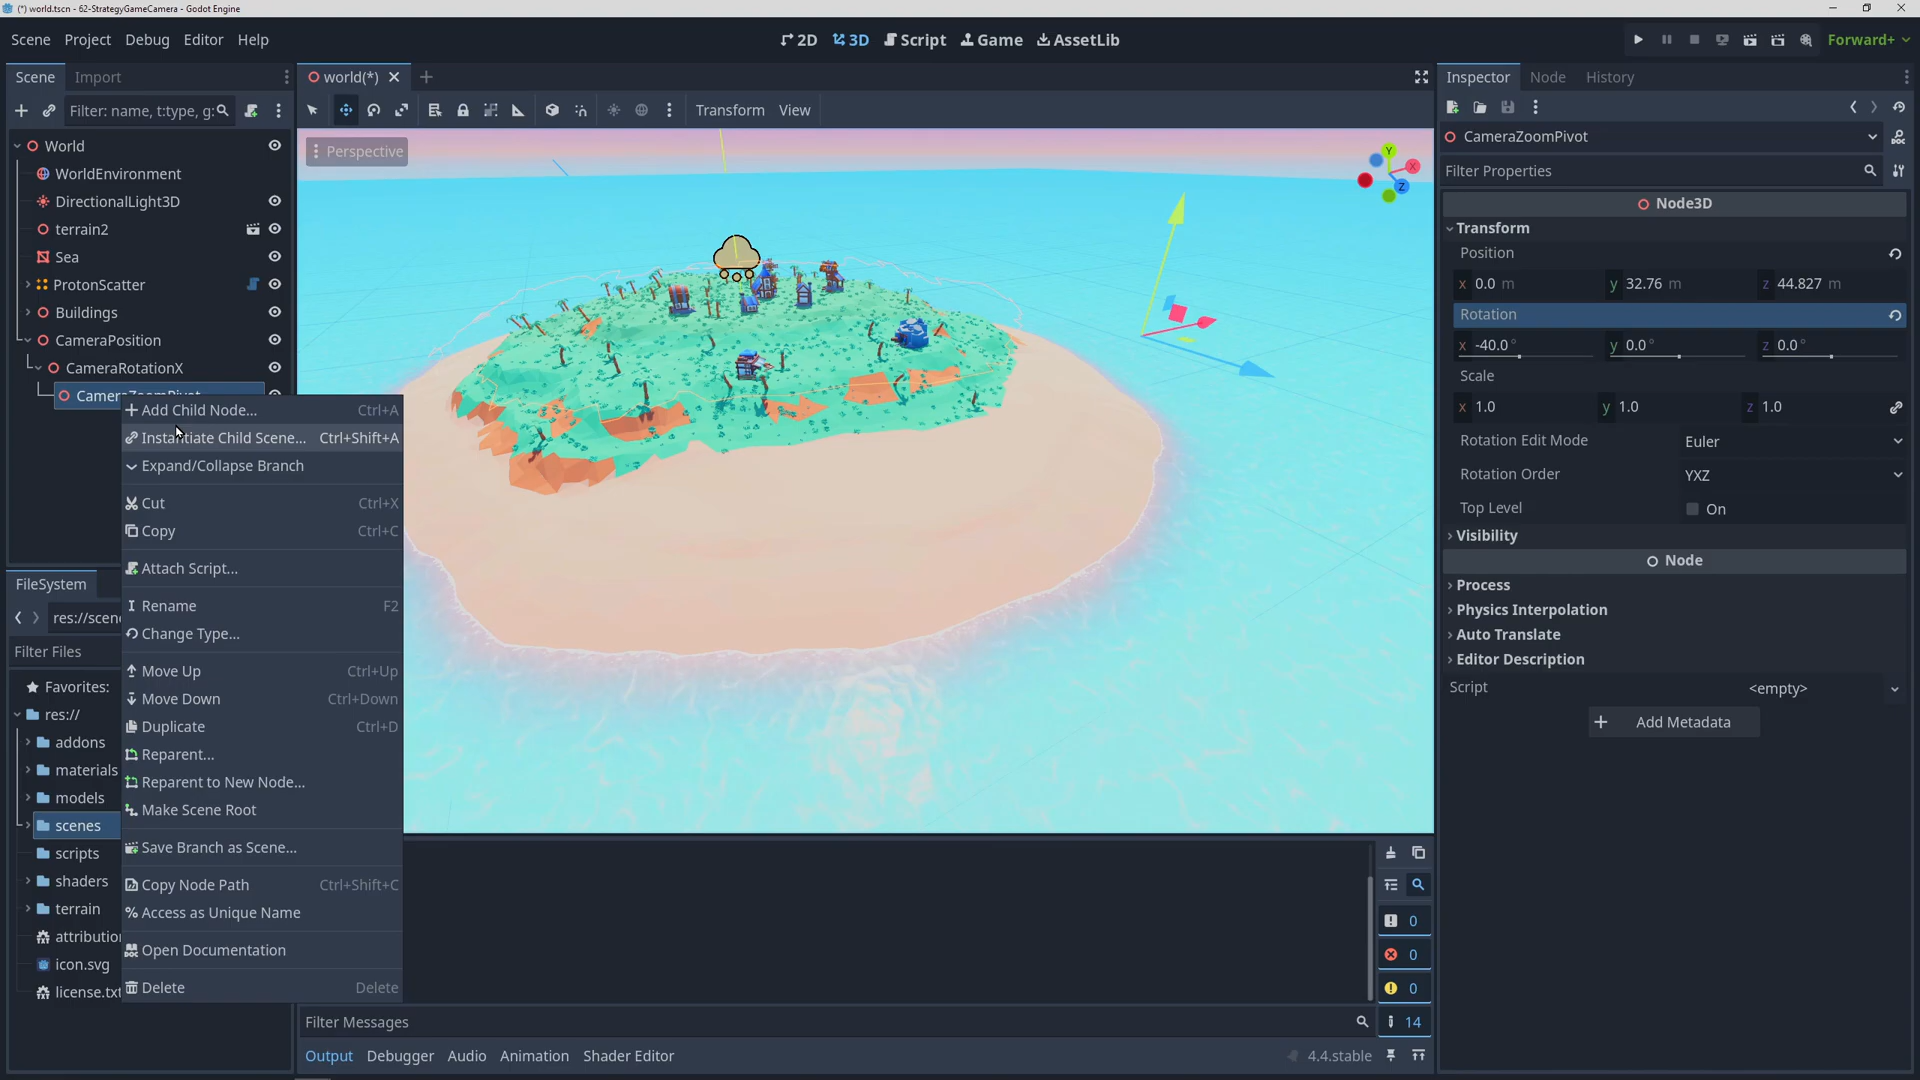 (*) world.tscn - 62-StrategyGameCamera - Godot Engine
Scene Project Debug Editor Help
2D 3D Script Game AssetLib
Forward+
Scene Import
world(*)
Inspector Node History
Filter: name, t:type, g:
Transform View
Perspective
Y
X
Z
World
WorldEnvironment
DirectionalLight3D
terrain2
Sea
ProtonScatter
Buildings
CameraPosition
CameraRotationX
Add Child Node... Ctrl+A
Instantiate Child Scene... Ctrl+Shift+A
Expand/Collapse Branch
Cut Ctrl+X
Copy Ctrl+C
Attach Script...
Rename F2
Change Type...
Move Up Ctrl+Up
Move Down Ctrl+Down
Duplicate Ctrl+D
Reparent...
Reparent to New Node...
Make Scene Root
Save Branch as Scene...
Copy Node Path Ctrl+Shift+C
Access as Unique Name
Open Documentation
Delete Delete
FileSystem
res://scene
Filter Files
Favorites:
res://
addons
materials
models
scenes
scripts
shaders
terrain
attribution
icon.svg
license.txt
CameraZoomPivot
Filter Properties
Node3D
Transform
Position
x 0.0 m y 32.76 m z 44.827 m
Rotation
x -40.0° y 0.0° z 0.0°
Scale
x 1.0 y 1.0 z 1.0
Rotation Edit Mode Euler
Rotation Order YXZ
Top Level On
Visibility
Node
Process
Physics Interpolation
Auto Translate
Editor Description
Script <empty>
Add Metadata
0
0
0
14
Filter Messages
Output Debugger Audio Animation Shader Editor 4.4.stable